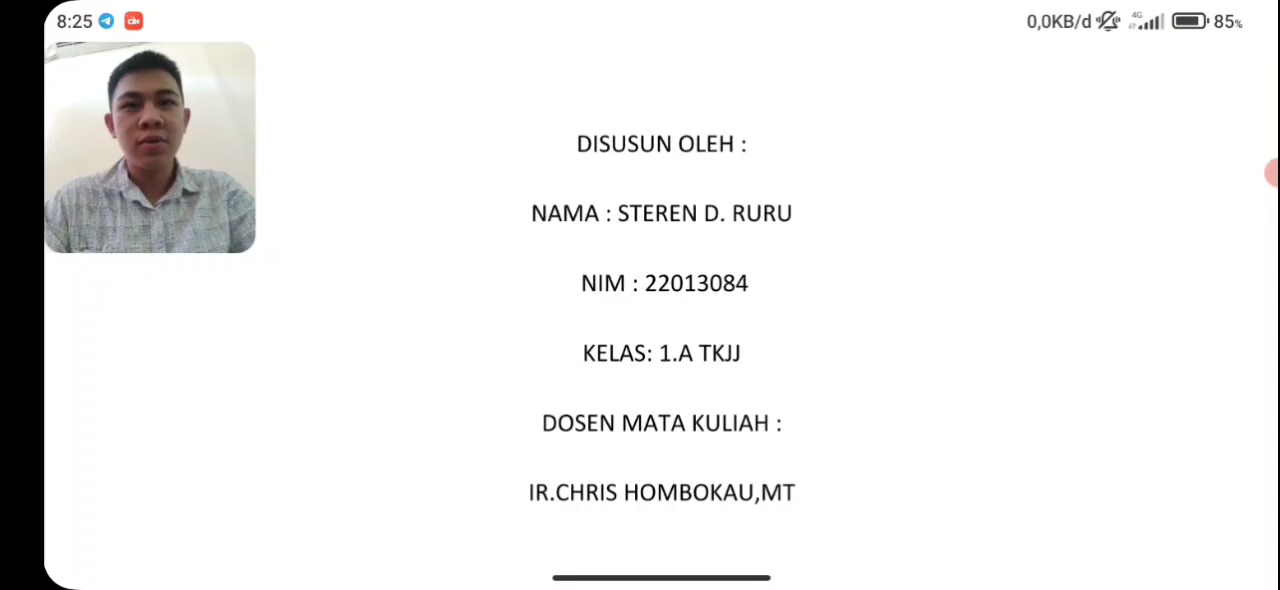 8:25
0,0KB/d 4G 85%
DISUSUN OLEH :
NAMA : STEREN D. RURU
NIM : 22013084
KELAS: 1.A TKJJ
DOSEN MATA KULIAH :
IR.CHRIS HOMBOKAU,MT